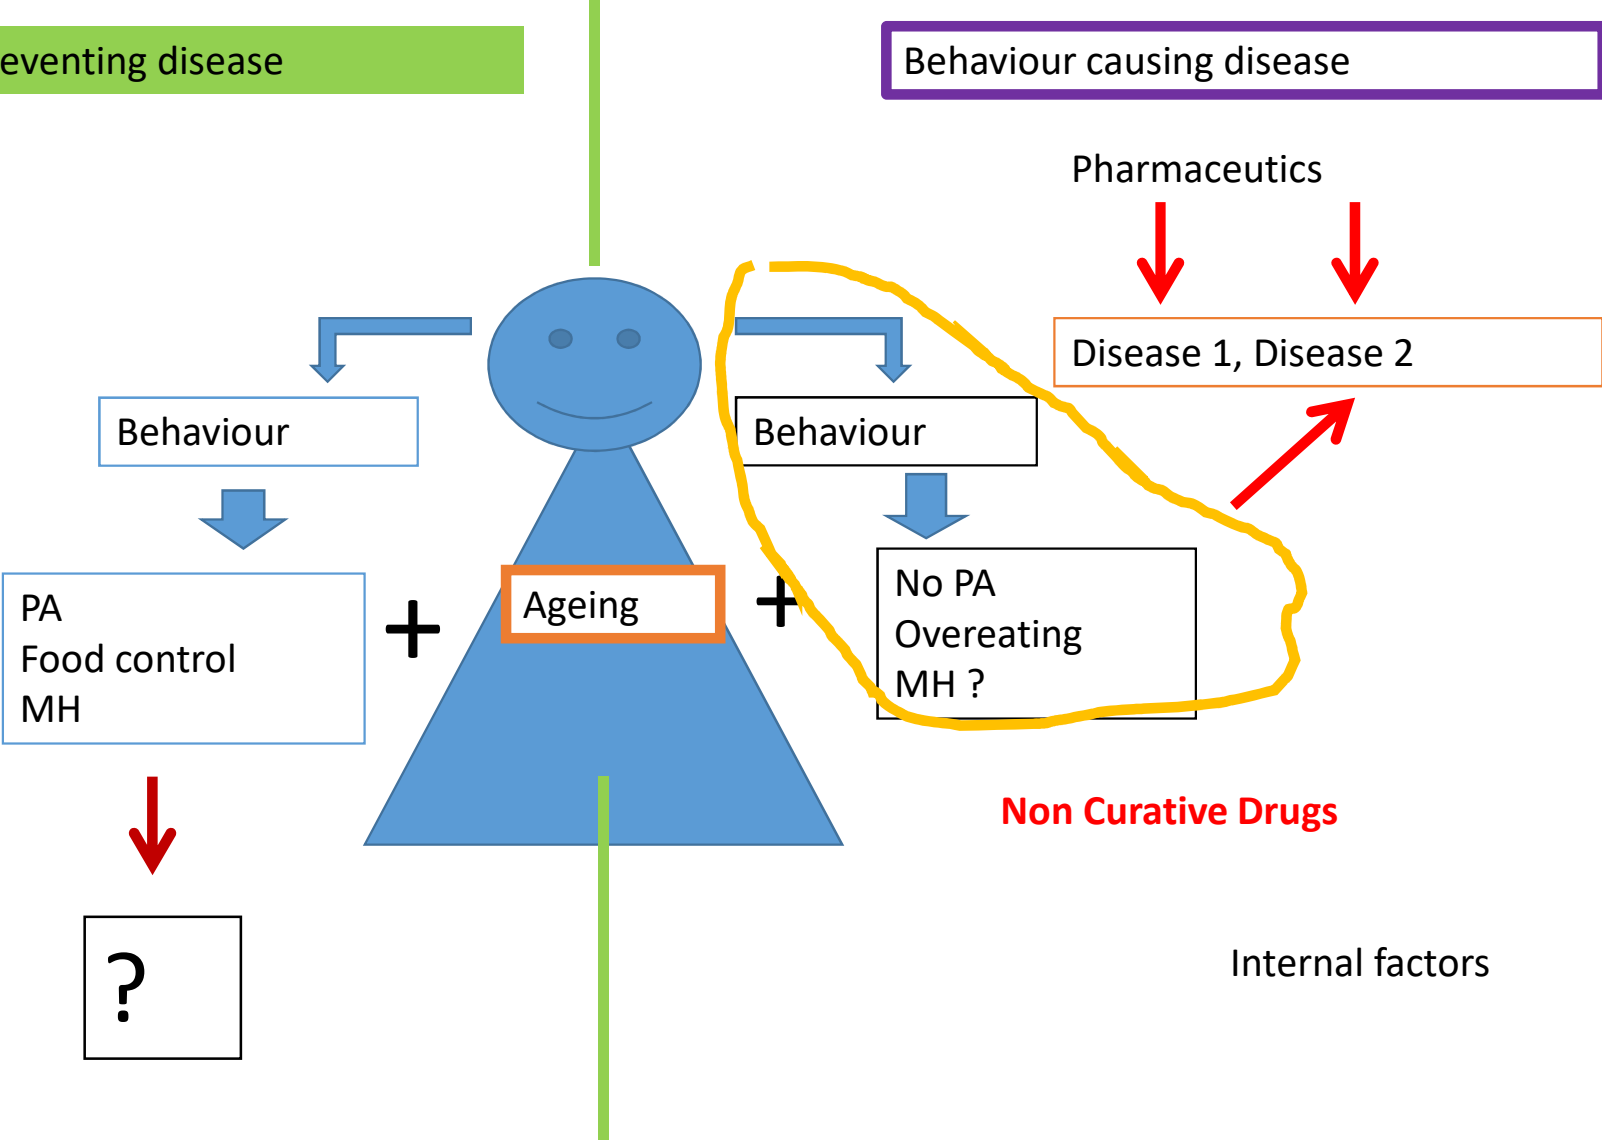 eventing disease
Behaviour causing disease
Pharmaceutics
Disease 1, Disease 2
Behaviour
Behaviour
PA
Food control
MH
+
Ageing
+
No PA
Overeating
MH ?
Non Curative Drugs
?
Internal factors